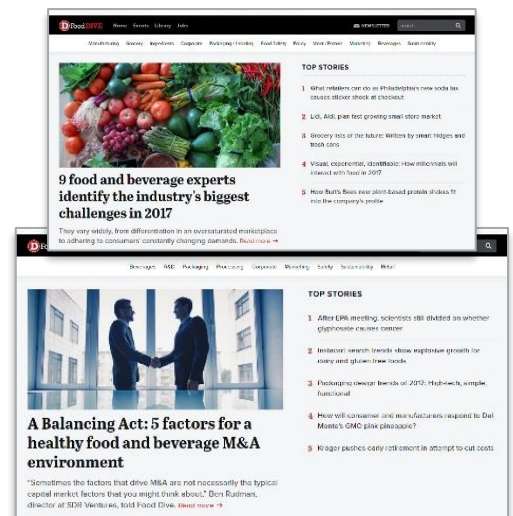 D FoodDIVE Home Events Library Jobs NEWSLETTER search
Manufacturing Grocery Ingredients Corporate Packaging / Labeling Food Safety Policy Meat / Protein Marketing Beverages Sustainability
9 food and beverage experts
identify the industry's biggest
challenges in 2017
They vary widely, from differentiation in an oversaturated marketplace
to adhering to consumers' constantly changing demands. Read more →
TOP STORIES
1 What retailers can do as Philadelphia's new soda tax
causes sticker shock at checkout
2 Lidl, Aldi, plan fast growing small store market
3 Grocery lists of the future: Written by smart fridges and
trash cans
4 Visual, experiential, identifiable: How millennials will
interact with food in 2017
5 How Burt's Bees new plant-based protein shakes fit
into the company's profile
D Fo
Beverages R&D Packaging Processing Corporate Marketing Safety Sustainability Retail
A Balancing Act: 5 factors for a
healthy food and beverage M&A
environment
"Sometimes the factors that drive M&A are not necessarily the typical
capital market factors that you might think about," Ben Rudman,
director at SDR Ventures, told Food Dive. Read more →
TOP STORIES
1 After EPA meeting, scientists still divided on whether
glyphosate causes cancer
2 Instacart search trends show explosive growth for
dairy and gluten free foods
3 Packaging design trends of 2017: High-tech, simple,
functional
4 How will consumer and manufacturers respond to Del
Monte's GMO pink pineapple?
5 Kroger pushes early retirement in attempt to cut costs